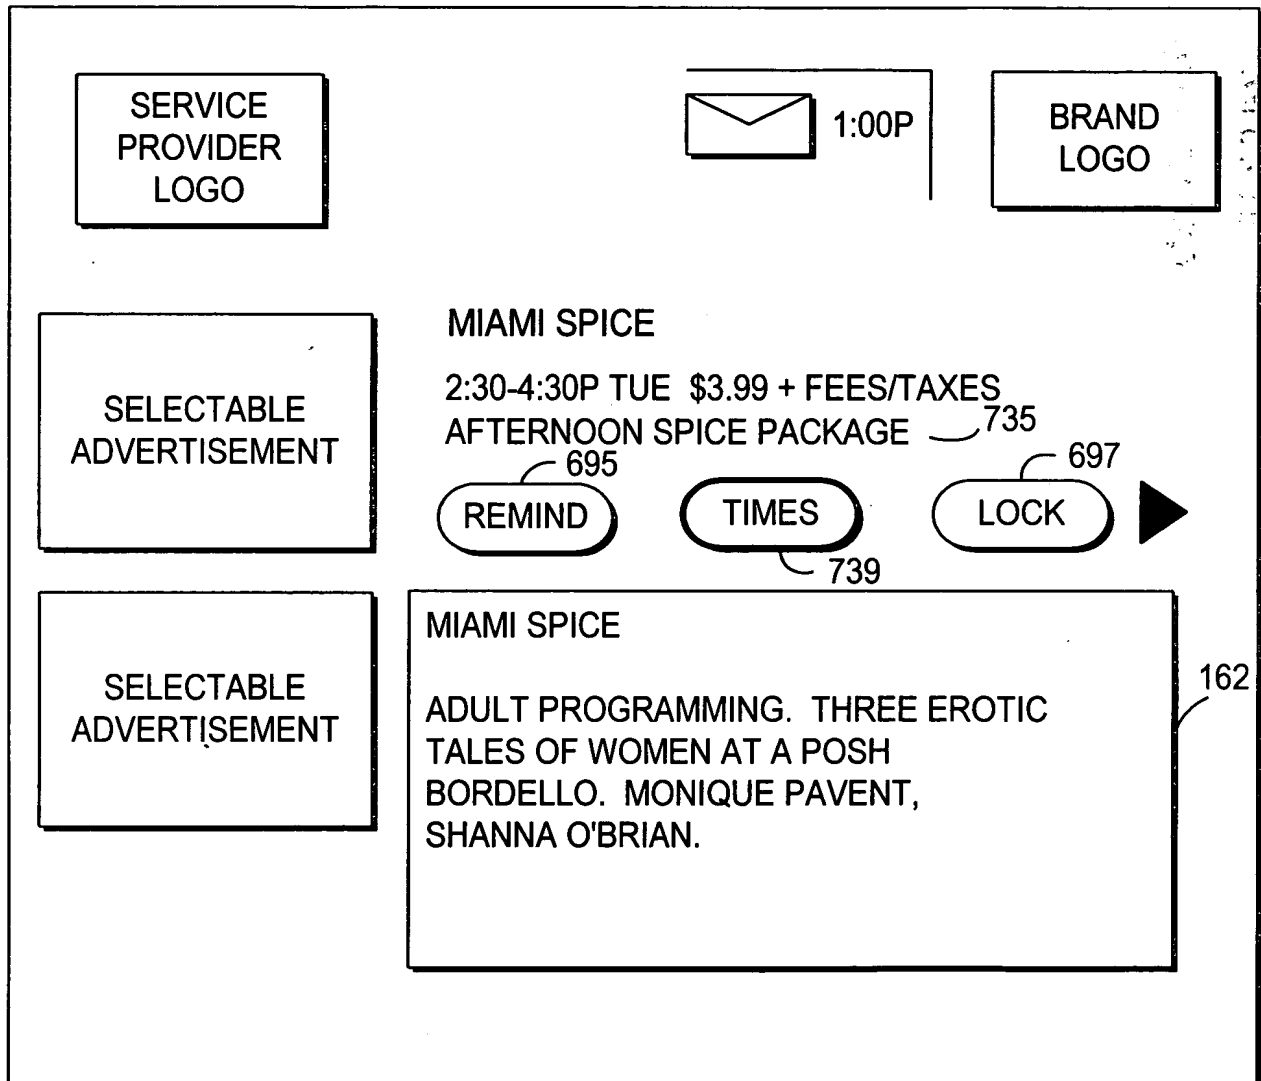 SERVICE
PROVIDER
LOGO
1:00P
BRAND
LOGO
SELECTABLE
ADVERTISEMENT
MIAMI SPICE
2:30-4:30P TUE $3.99 + FEES/TAXES
AFTERNOON SPICE PACKAGE 735
695
697
REMIND
TIMES
LOCK
739
SELECTABLE
ADVERTISEMENT
MIAMI SPICE
ADULT PROGRAMMING. THREE EROTIC
TALES OF WOMEN AT A POSH
BORDELLO. MONIQUE PAVENT,
SHANNA O'BRIAN.
162